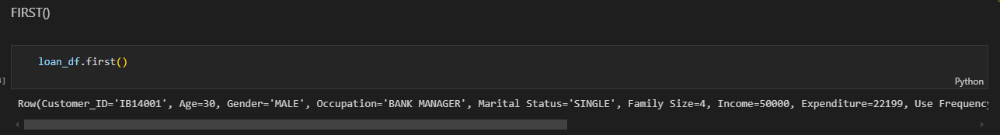 FIRST()
loan_df.first()
Python
Row(Customer_ID='IB14001', Age=30, Gender='MALE', Occupation='BANK MANAGER', Marital Status='SINGLE', Family Size=4, Income=50000, Expenditure=22199, Use Frequency